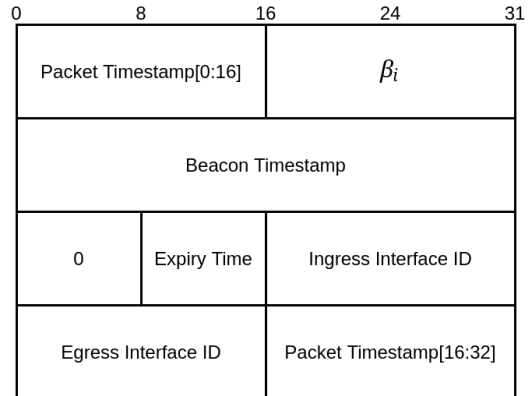 0 8 16 24 31
Packet Timestamp[0:16] βᵢ
Beacon Timestamp
0 Expiry Time Ingress Interface ID
Egress Interface ID Packet Timestamp[16:32]